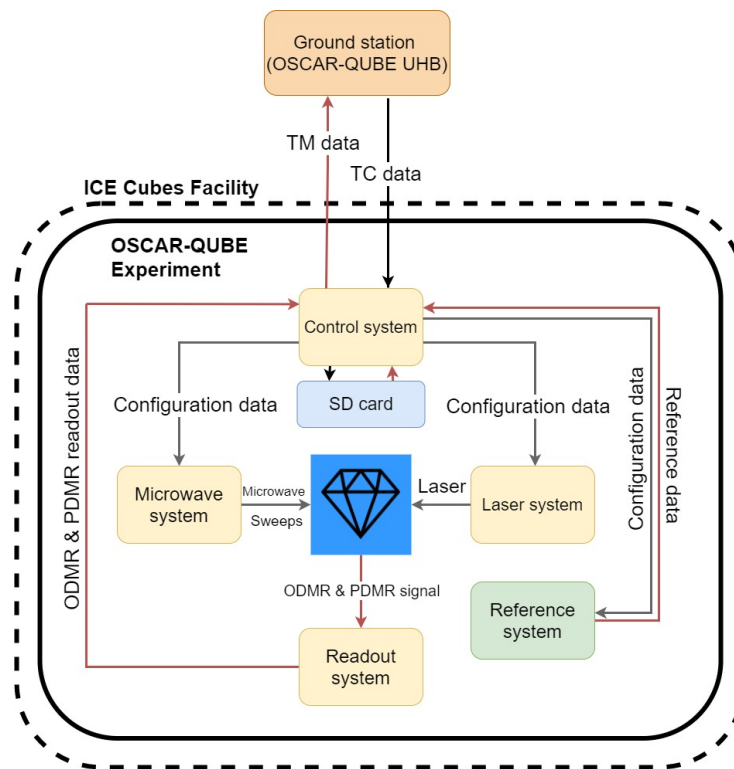 Ground station
(OSCAR-QUBE UHB)
TM data
TC data
ICE Cubes Facility
OSCAR-QUBE
Experiment
Control system
SD card
Configuration data
Configuration data
Microwave
system
Microwave
Sweeps
Laser
Laser system
ODMR & PDMR readout data
Configuration data
Reference data
ODMR & PDMR signal
Readout
system
Reference
system